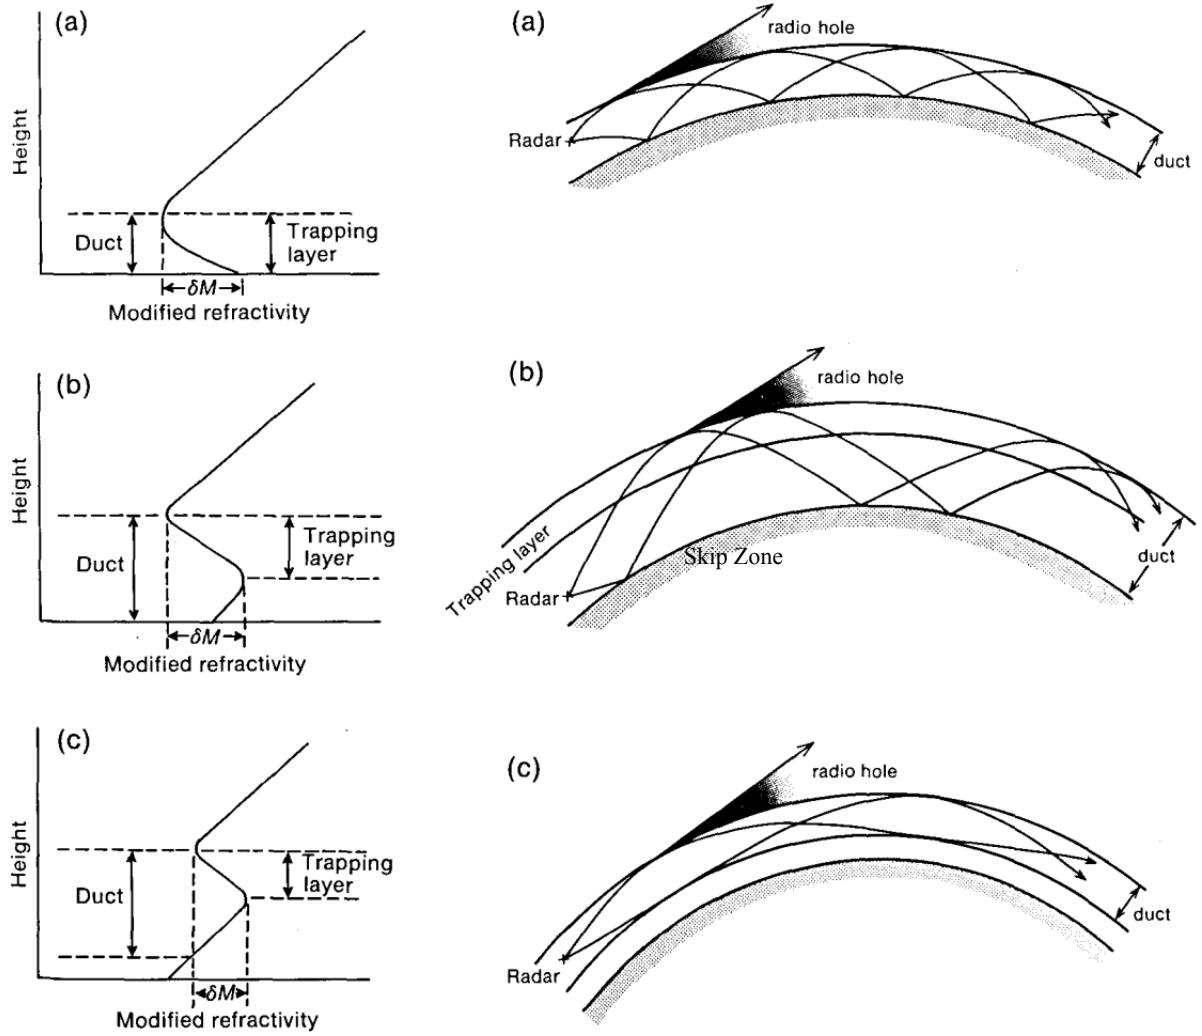 (a)
Height
Duct
Trapping
layer
δM
Modified refractivity
(a)
radio hole
Radar
duct
(b)
Height
Duct
Trapping
layer
δM
Modified refractivity
(b)
radio hole
Trapping layer
Skip Zone
Radar
duct
(c)
Height
Duct
Trapping
layer
δM
Modified refractivity
(c)
radio hole
Radar
duct